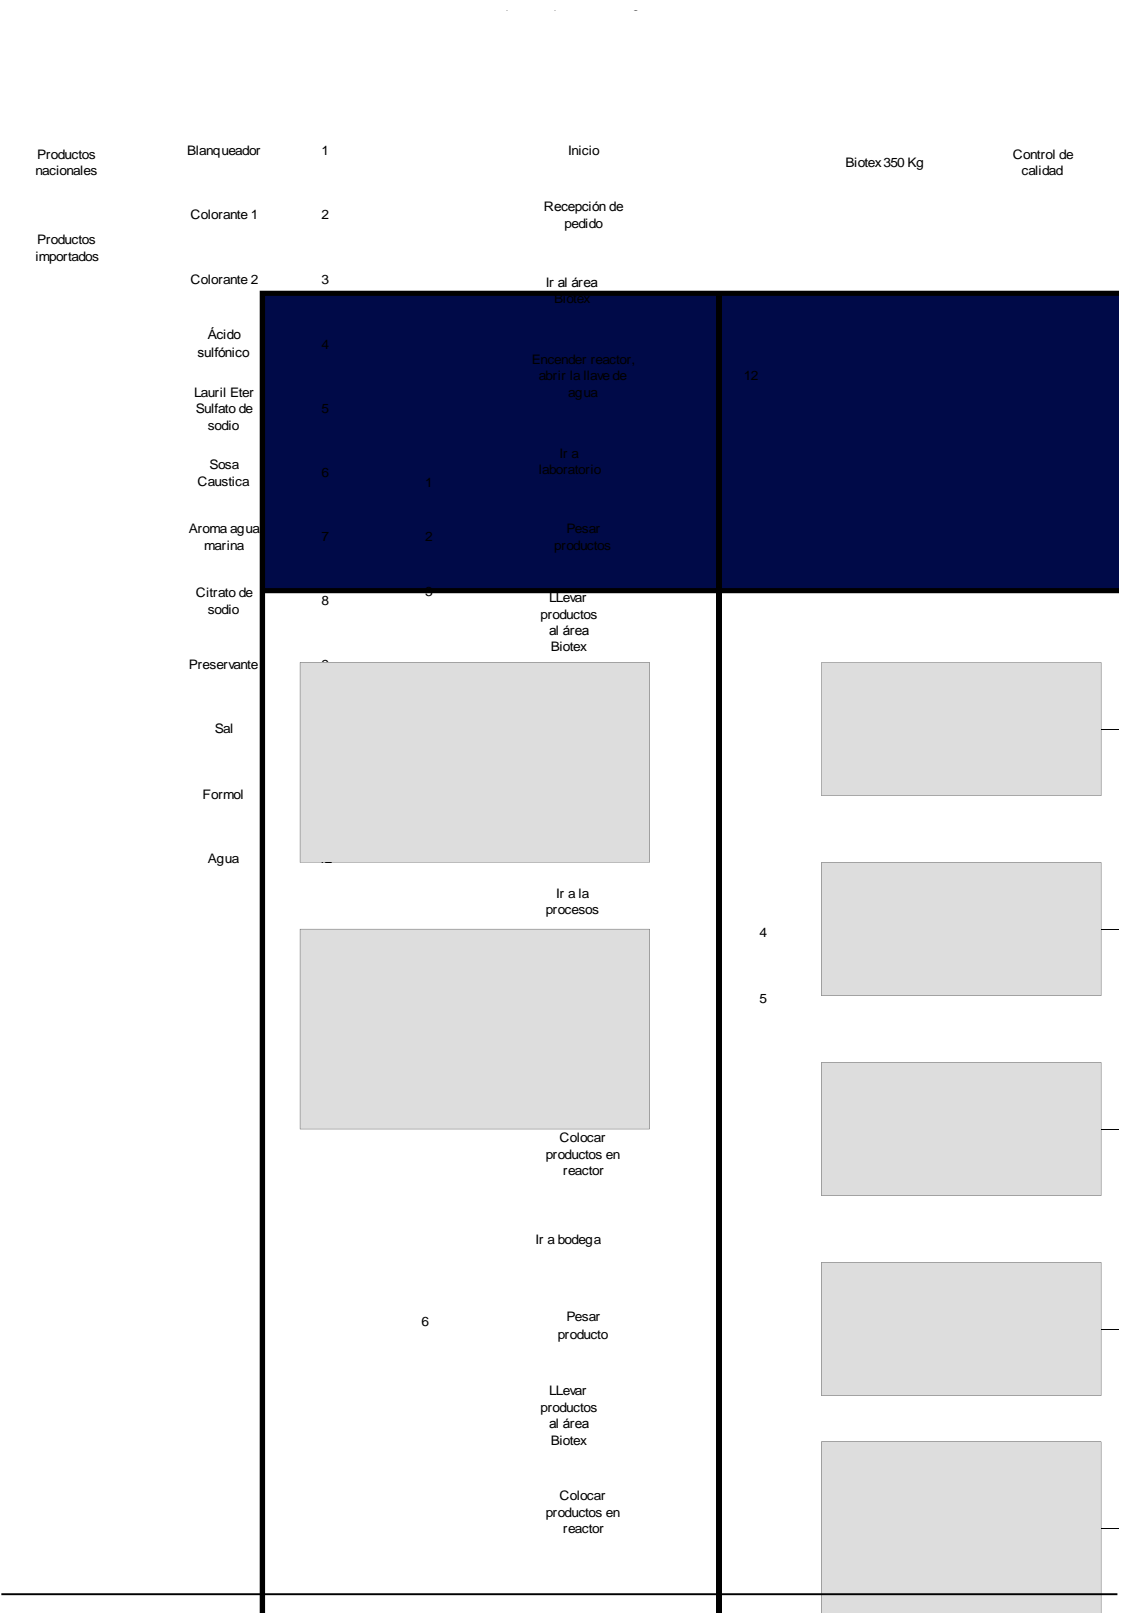 Productos
nacionales
Productos
importados
Blanqueador
1
Colorante 1
2
Colorante 2
3
Ácido
sulfónico
4
Lauril Eter
Sulfato de
sodio
5
Sosa
Caustica
6
1
Aroma agua
marina
7
2
Citrato de
sodio
8
Preservante
Sal
Formol
Agua
Inicio
Recepción de
pedido
Ir al área
Biotex
Encender reactor,
abrir la llave de
agua
12
Ir a
laboratorio
Pesar
productos
LLevar
productos
al área
Biotex
Ir a la
procesos
4
5
Colocar
productos en
reactor
Ir a bodega
6
Pesar
producto
LLevar
productos
al área
Biotex
Colocar
productos en
reactor
Biotex 350 Kg
Control de
calidad